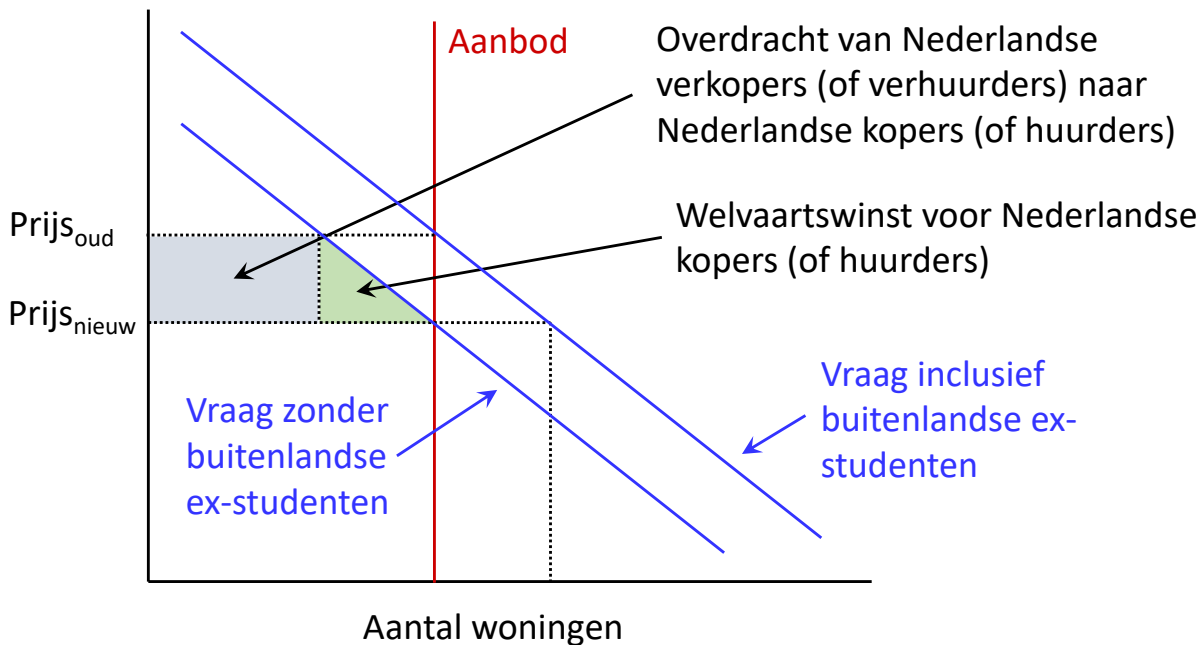 Aanbod
Overdracht van Nederlandse
verkopers (of verhuurders) naar
Nederlandse kopers (of huurders)
Prijsoud
Welvaartswinst voor Nederlandse
kopers (of huurders)
Prijsnieuw
Vraag zonder
buitenlandse
ex-studenten
Vraag inclusief
buitenlandse ex-
studenten
Aantal woningen